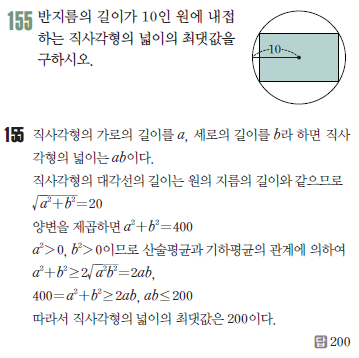 155 반지름의 길이가 10인 원에 내접
하는 직사각형의 넓이의 최댓값을
구하시오.
10
155 직사각형의 가로의 길이를 a, 세로의 길이를 b라 하면 직사
각형의 넓이는 ab이다.
직사각형의 대각선의 길이는 원의 지름의 길이와 같으므로
√(a²+b²)=20
양변을 제곱하면 a²+b²=400
a²>0, b²>0이므로 산술평균과 기하평균의 관계에 의하여
a²+b²≥2√(a²b²)=2ab,
400=a²+b²≥2ab, ab≤200
따라서 직사각형의 넓이의 최댓값은 200이다.
답 200